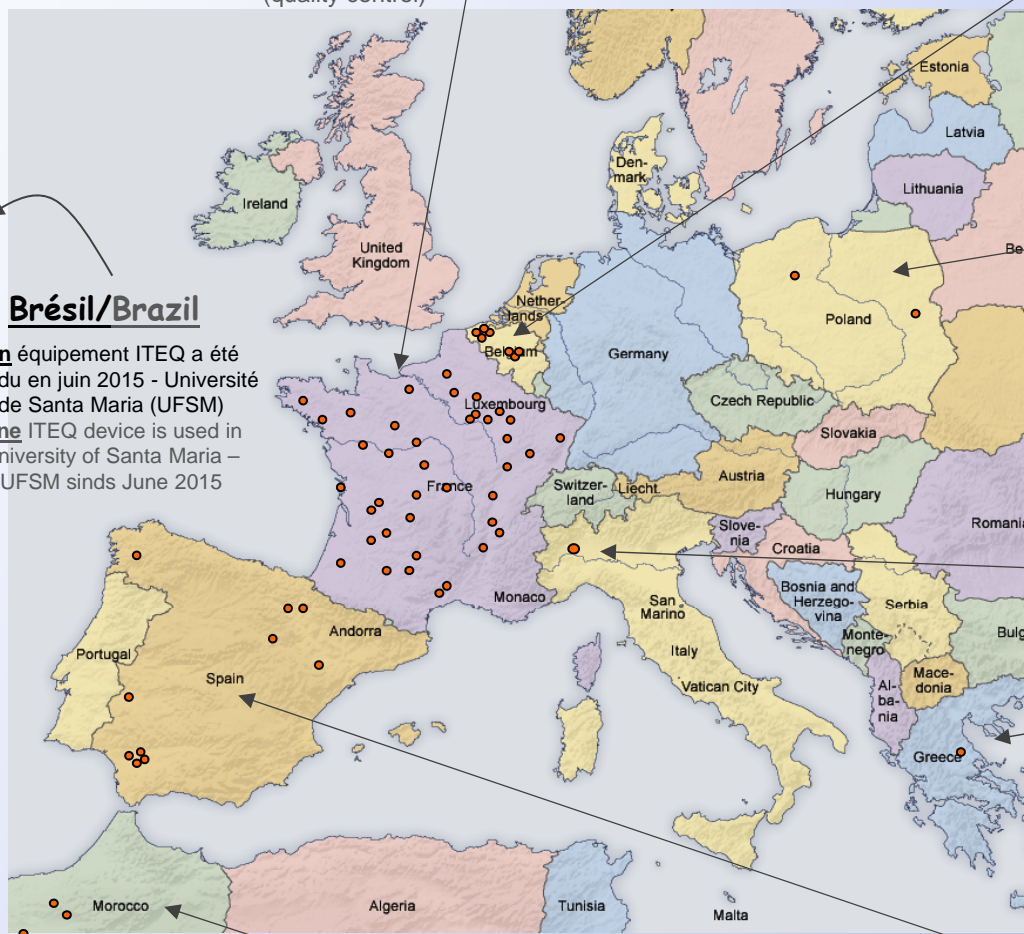 (quality control)
Estonia
Latvia
Den-
mark
Lithuania
Ireland
United
Kingdom
Nether-
lands
Poland
Belgium
Germany
Brésil/Brazil
équipement ITEQ a été
en juin 2015 - Université
de Santa Maria (UFSM)
ITEQ device is used in
of Santa Maria –
UFSM sinds June 2015
Luxembourg
Czech Republic
Slovakia
Austria
France
Switzer-
land
Liecht.
Hungary
Romania
Slove-
nia
Croatia
Bosnia and
Herzego-
vina
Serbia
Monaco
San
Marino
Monte-
negro
Andorra
Portugal
Spain
Italy
Vatican City
Al-
ba-
nia
Mace-
donia
Greece
Morocco
Algeria
Tunisia
Malta